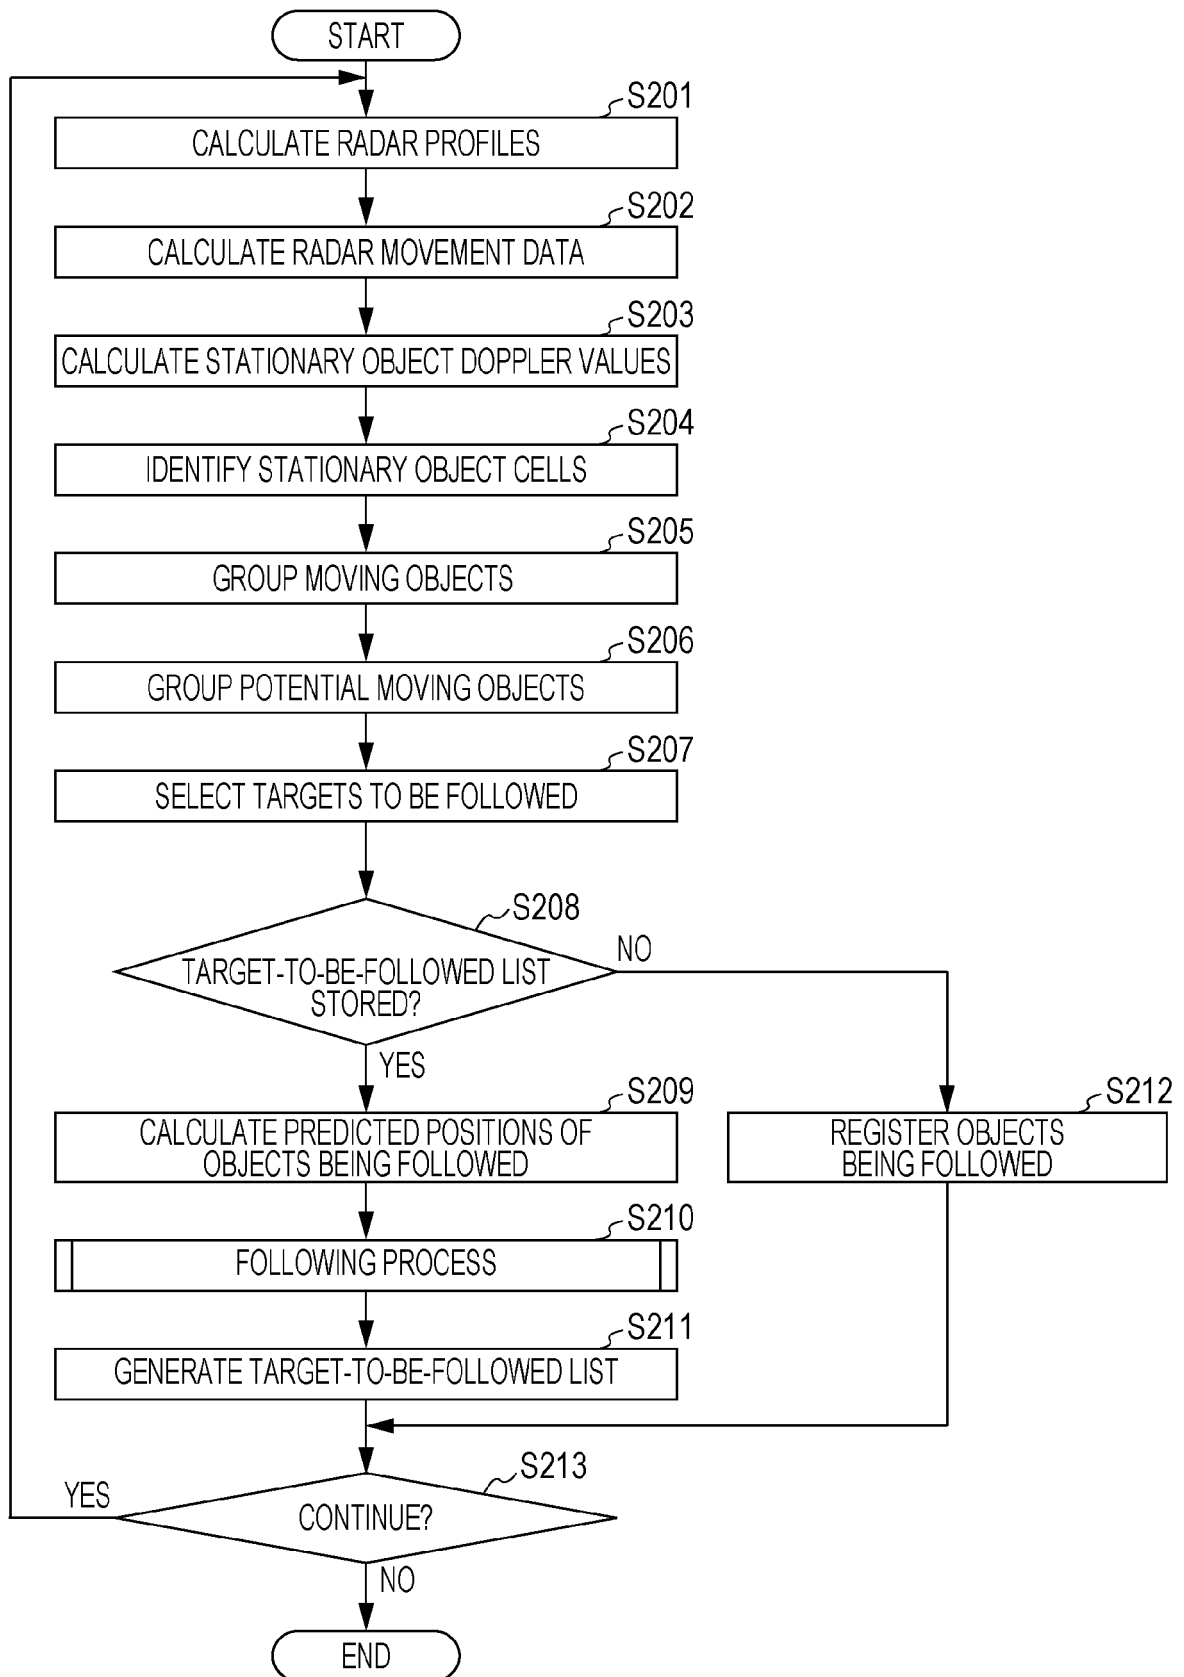 START
S201
CALCULATE RADAR PROFILES
S202
CALCULATE RADAR MOVEMENT DATA
S203
CALCULATE STATIONARY OBJECT DOPPLER VALUES
S204
IDENTIFY STATIONARY OBJECT CELLS
S205
GROUP MOVING OBJECTS
S206
GROUP POTENTIAL MOVING OBJECTS
S207
SELECT TARGETS TO BE FOLLOWED
S208
TARGET-TO-BE-FOLLOWED LIST
STORED?
NO
YES
S209
CALCULATE PREDICTED POSITIONS OF
OBJECTS BEING FOLLOWED
S212
REGISTER OBJECTS
BEING FOLLOWED
S210
FOLLOWING PROCESS
S211
GENERATE TARGET-TO-BE-FOLLOWED LIST
S213
YES
CONTINUE?
NO
END